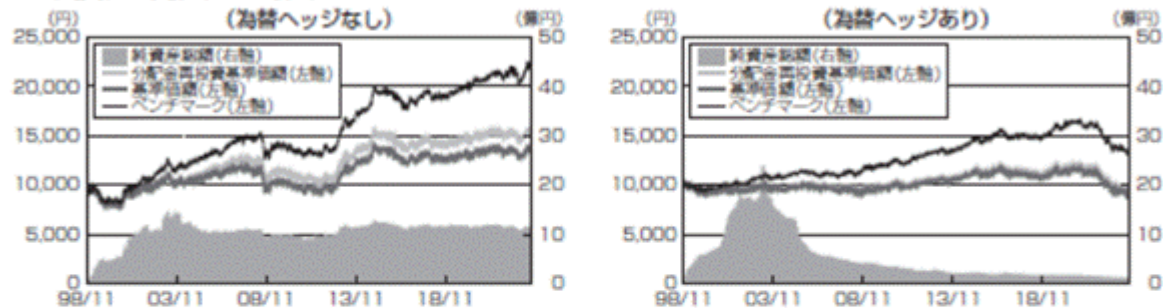 (円) (為替ヘッジなし) (億円)
25,000 50
純資産総額(右軸)
分配金再投資基準価額(左軸)
基準価額(左軸)
ベンチマーク(左軸)
20,000 40
15,000 30
10,000 20
5,000 10
0 0
98/11 03/11 08/11 13/11 18/11
(円) (為替ヘッジあり) (億円)
25,000 50
純資産総額(右軸)
分配金再投資基準価額(左軸)
基準価額(左軸)
ベンチマーク(左軸)
20,000 40
15,000 30
10,000 20
5,000 10
0 0
98/11 03/11 08/11 13/11 18/11